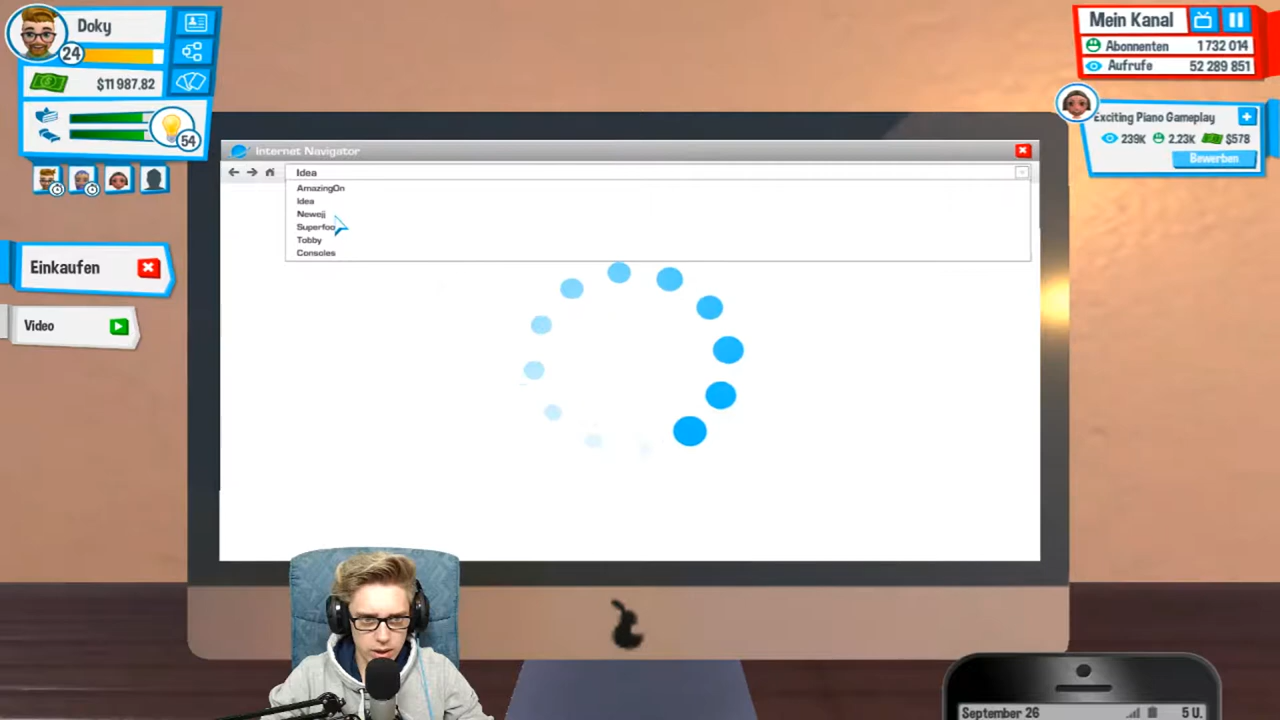 Doky
24
$11 987.82
54
Mein Kanal
Abonnenten 1 732 014
Aufrufe 52 289 851
Exciting Piano Gameplay
239K 2.23K $578
Bewerben
Einkaufen
Video
Internet Navigator
Idea
AmazingOn
Idea
Newejj
Superfoo
Tobby
Consoles
September 26 5 U.